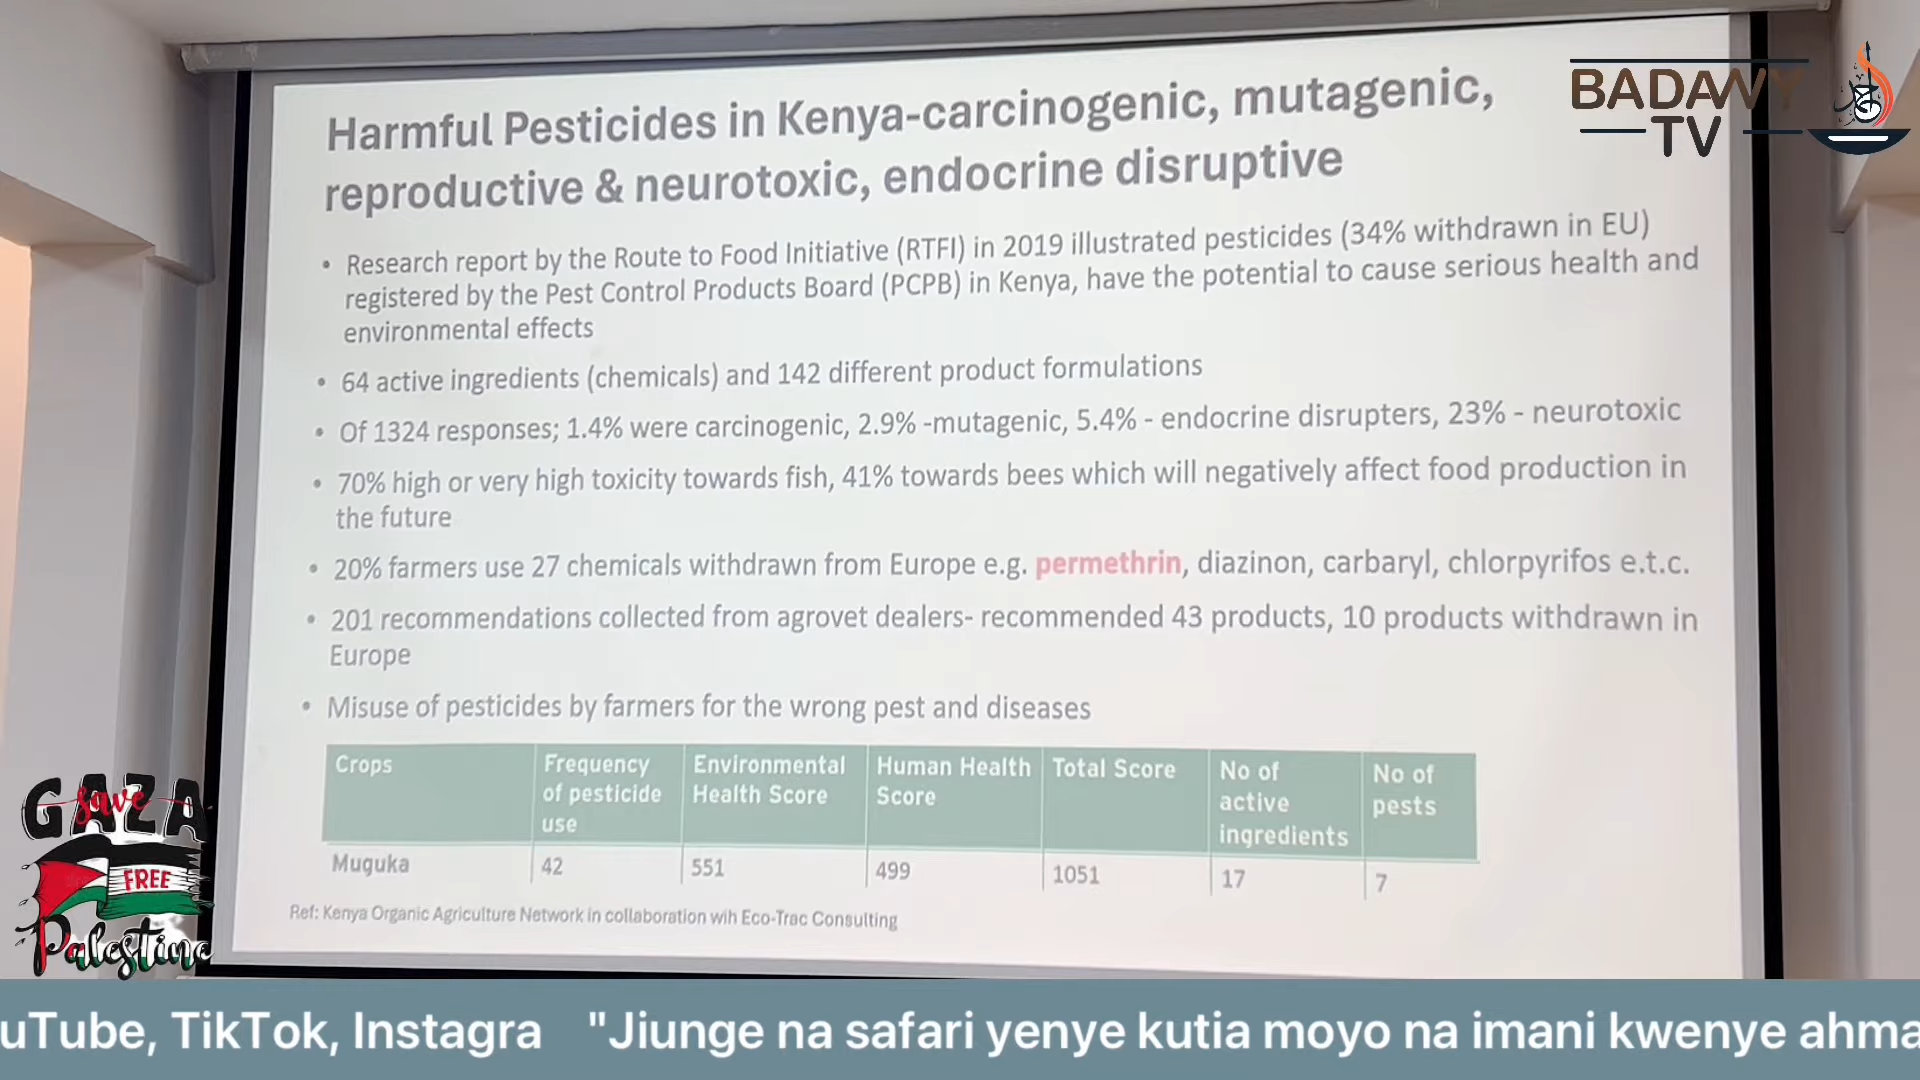 Harmful Pesticides in Kenya-carcinogenic, mutagenic,
reproductive & neurotoxic, endocrine disruptive
• Research report by the Route to Food Initiative (RTFI) in 2019 illustrated pesticides (34% withdrawn in EU)
registered by the Pest Control Products Board (PCPB) in Kenya, have the potential to cause serious health and
environmental effects
• 64 active ingredients (chemicals) and 142 different product formulations
• Of 1324 responses; 1.4% were carcinogenic, 2.9% -mutagenic, 5.4% - endocrine disrupters, 23% - neurotoxic
• 70% high or very high toxicity towards fish, 41% towards bees which will negatively affect food production in
the future
• 20% farmers use 27 chemicals withdrawn from Europe e.g. permethrin, diazinon, carbaryl, chlorpyrifos e.t.c.
• 201 recommendations collected from agrovet dealers- recommended 43 products, 10 products withdrawn in
Europe
• Misuse of pesticides by farmers for the wrong pest and diseases
Crops
Frequency
of pesticide
use
Environmental
Health Score
Human Health
Score
Total Score
No of
active
ingredients
No of
pests
Muguka 42 551 499 1051 17 7
Ref: Kenya Organic Agriculture Network in collaboration wih Eco-Trac Consulting
BADAWY
TV
GAZA
save
FREE
Palestine
uTube, TikTok, Instagra "Jiunge na safari yenye kutia moyo na imani kwenye ahma